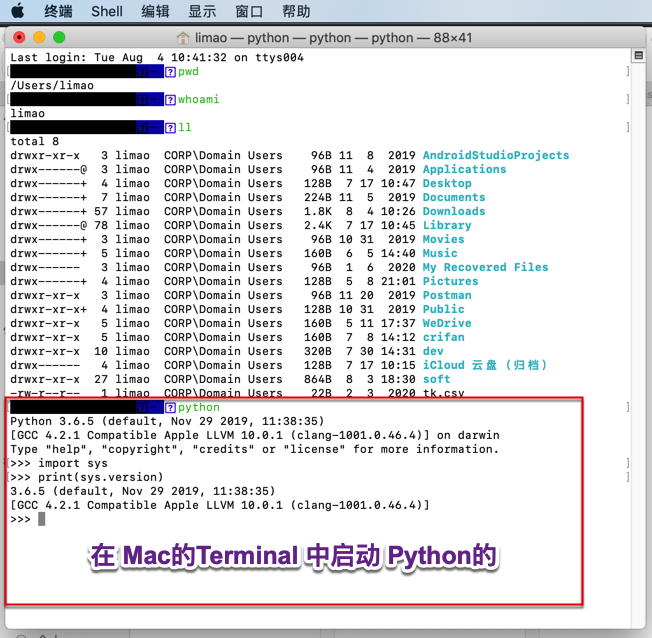 终端 Shell 编辑 显示 窗口 帮助
limao — python — python — python — 88×41
Last login: Tue Aug  4 10:41:32 on ttys004
pwd
/Users/limao
whoami
limao
ll
total 8
drwxr-xr-x   3 limao  CORP\Domain Users    96B 11  8  2019 AndroidStudioProjects
drwx------@  3 limao  CORP\Domain Users    96B 11  4  2019 Applications
drwx------+  4 limao  CORP\Domain Users   128B  7 17 10:47 Desktop
drwx------+  7 limao  CORP\Domain Users   224B 11  5  2019 Documents
drwx------+ 57 limao  CORP\Domain Users   1.8K  8  4 10:26 Downloads
drwx------@ 78 limao  CORP\Domain Users   2.4K  7 17 10:45 Library
drwx------+  3 limao  CORP\Domain Users    96B 10 31  2019 Movies
drwx------+  5 limao  CORP\Domain Users   160B  6  5 14:40 Music
drwx------   3 limao  CORP\Domain Users    96B  1  6  2020 My Recovered Files
drwx------+  4 limao  CORP\Domain Users   128B  5  8 21:01 Pictures
drwxr-xr-x   3 limao  CORP\Domain Users    96B 11 20  2019 Postman
drwxr-xr-x+  4 limao  CORP\Domain Users   128B 10 31  2019 Public
drwxr-xr-x   5 limao  CORP\Domain Users   160B  5 11 17:37 WeDrive
drwxr-xr-x   5 limao  CORP\Domain Users   160B  7  8 14:12 crifan
drwxr-xr-x  10 limao  CORP\Domain Users   320B  7 30 14:31 dev
drwx------   4 limao  CORP\Domain Users   128B  7 17 10:15 iCloud 云盘（归档）
drwxr-xr-x  27 limao  CORP\Domain Users   864B  8  3 18:30 soft
-rw-r--r--   1 limao  CORP\Domain Users    22B  2  3  2020 tk.csv
python
Python 3.6.5 (default, Nov 29 2019, 11:38:35)
[GCC 4.2.1 Compatible Apple LLVM 10.0.1 (clang-1001.0.46.4)] on darwin
Type "help", "copyright", "credits" or "license" for more information.
>>> import sys
>>> print(sys.version)
3.6.5 (default, Nov 29 2019, 11:38:35)
[GCC 4.2.1 Compatible Apple LLVM 10.0.1 (clang-1001.0.46.4)]
>>>
在 Mac的Terminal 中启动 Python的